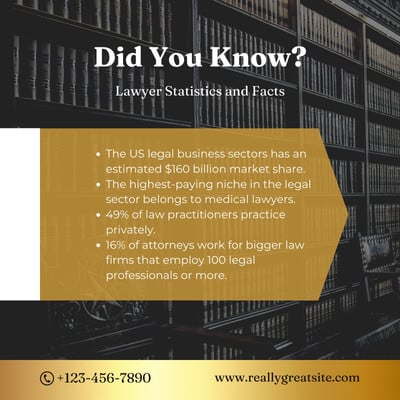 Did You Know?
Lawyer Statistics and Facts
• The US legal business sectors has an
estimated $160 billion market share.
• The highest-paying niche in the legal
sector belongs to medical lawyers.
• 49% of law practitioners practice
privately.
• 16% of attorneys work for bigger law
firms that employ 100 legal
professionals or more.
+123-456-7890
www.reallygreatsite.com